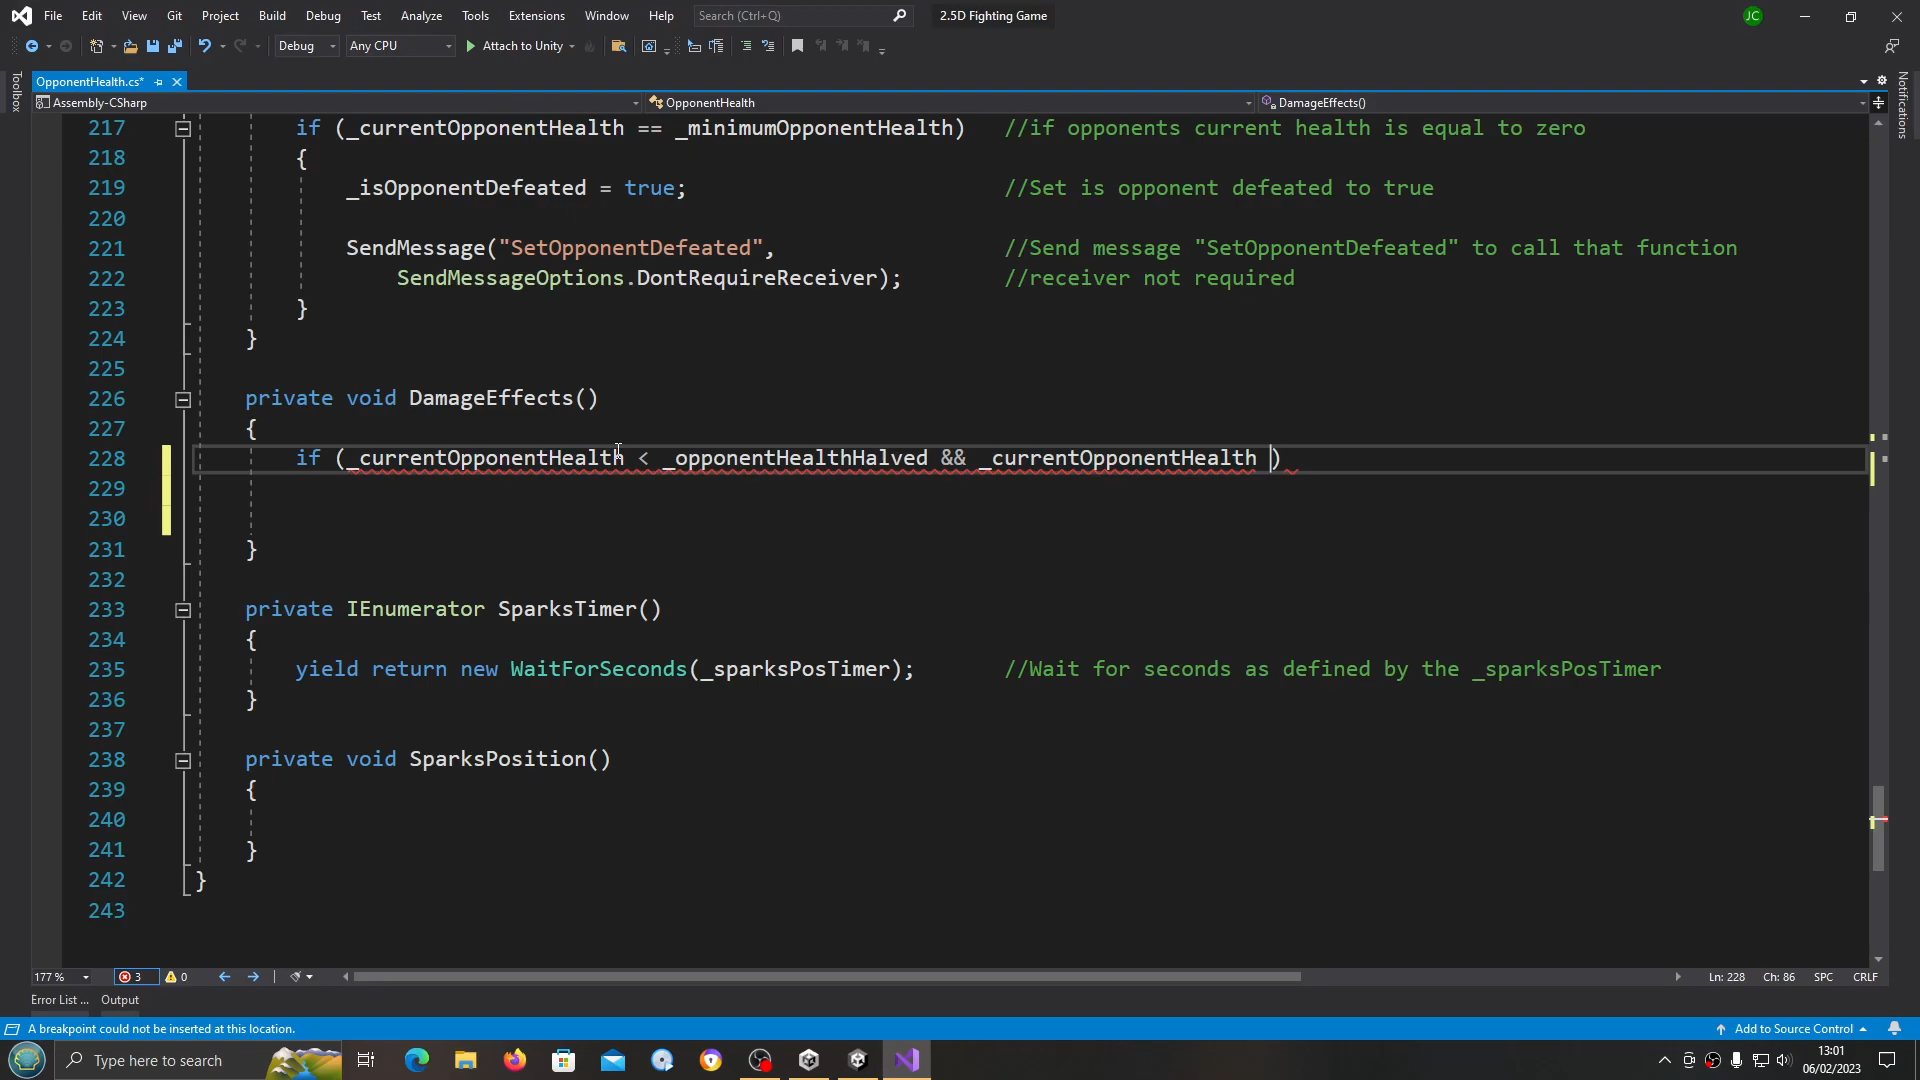 File Edit View Git Project Build Debug Test Analyze Tools Extensions Window Help Search (Ctrl+Q) 2.5D Fighting Game JC
Debug Any CPU Attach to Unity
Toolbox
OpponentHealth.cs*
Notifications
Assembly-CSharp OpponentHealth DamageEffects()
217 if (_currentOpponentHealth == _minimumOpponentHealth) //if opponents current health is equal to zero
218 {
219 _isOpponentDefeated = true; //Set is opponent defeated to true
220
221 SendMessage("SetOpponentDefeated", //Send message "SetOpponentDefeated" to call that function
222 SendMessageOptions.DontRequireReceiver); //receiver not required
223 }
224 }
225
226 private void DamageEffects()
227 {
228 if (_currentOpponentHealth < _opponentHealthHalved && _currentOpponentHealth )
229
230
231 }
232
233 private IEnumerator SparksTimer()
234 {
235 yield return new WaitForSeconds(_sparksPosTimer); //Wait for seconds as defined by the _sparksPosTimer
236 }
237
238 private void SparksPosition()
239 {
240
241 }
242 }
243
177 % 3 0 Ln: 228 Ch: 86 SPC CRLF
Error List ... Output
A breakpoint could not be inserted at this location. Add to Source Control
Type here to search 13:01
06/02/2023